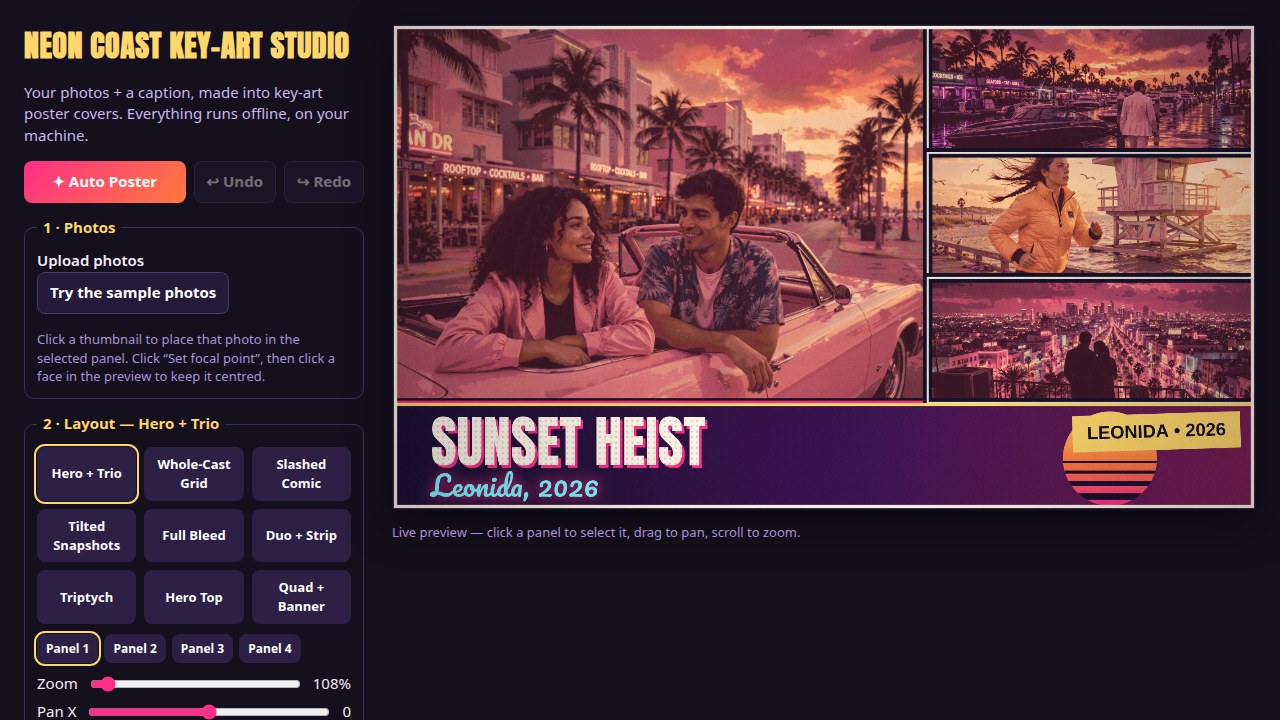 NEON COAST KEY-ART STUDIO
Your photos + a caption, made into key-art
poster covers. Everything runs offline, on your
machine.
✦ Auto Poster
↩ Undo
↪ Redo
1 · Photos
Upload photos
Try the sample photos
Click a thumbnail to place that photo in the
selected panel. Click “Set focal point”, then click a
face in the preview to keep it centred.
2 · Layout — Hero + Trio
Hero + Trio
Whole-Cast
Grid
Slashed
Comic
Tilted
Snapshots
Full Bleed
Duo + Strip
Triptych
Hero Top
Quad +
Banner
Panel 1
Panel 2
Panel 3
Panel 4
Zoom
108%
Pan X
0
AN DR
ROOFTOP • COCKTAILS • BAR
ROOFTOP • COCKTAILS • BAR
7
SUNSET HEIST
Leonida, 2026
LEONIDA • 2026
Live preview — click a panel to select it, drag to pan, scroll to zoom.